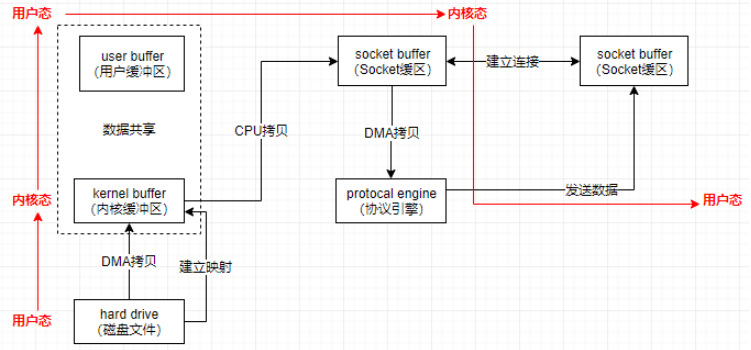 用户态
内核态
user buffer
(用户缓冲区)
socket buffer
(Socket缓区)
建立连接
socket buffer
(Socket缓区)
数据共享
CPU拷贝
DMA拷贝
内核态
kernel buffer
(内核缓冲区)
protocal engine
(协议引擎)
发送数据
用户态
DMA拷贝
建立映射
用户态
hard drive
(磁盘文件)